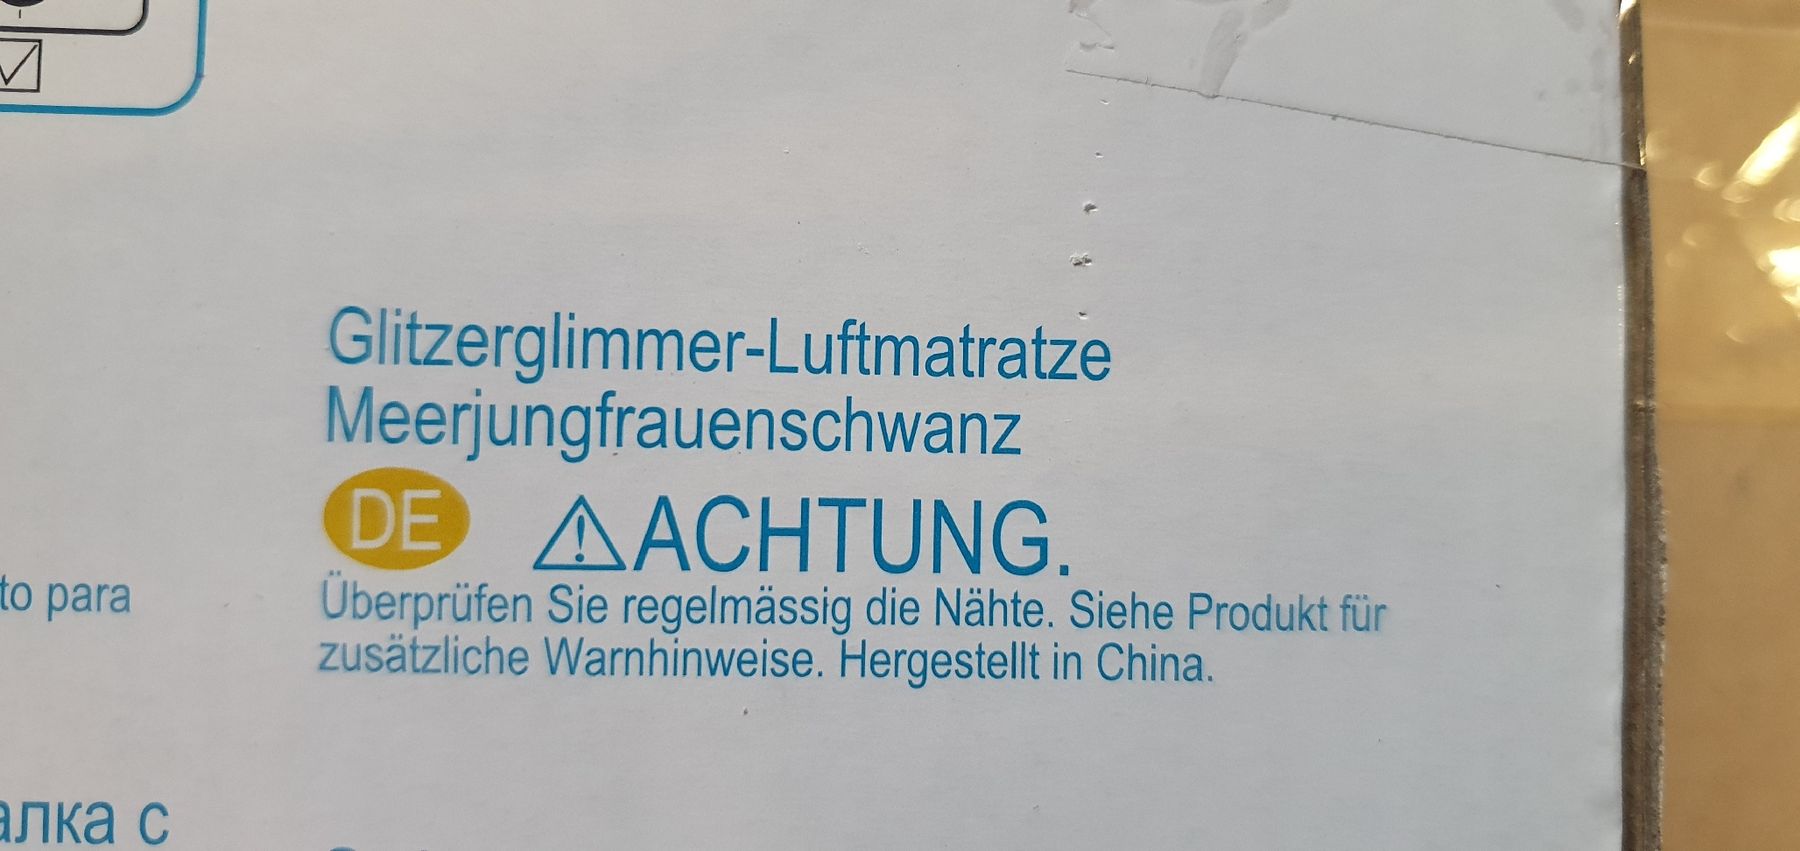 Glitzerglimmer-Luftmatratze
Meerjungfrauenschwanz
DE ACHTUNG.
Überprüfen Sie regelmässig die Nähte. Siehe Produkt für
zusätzliche Warnhinweise. Hergestellt in China.
to para
алка с